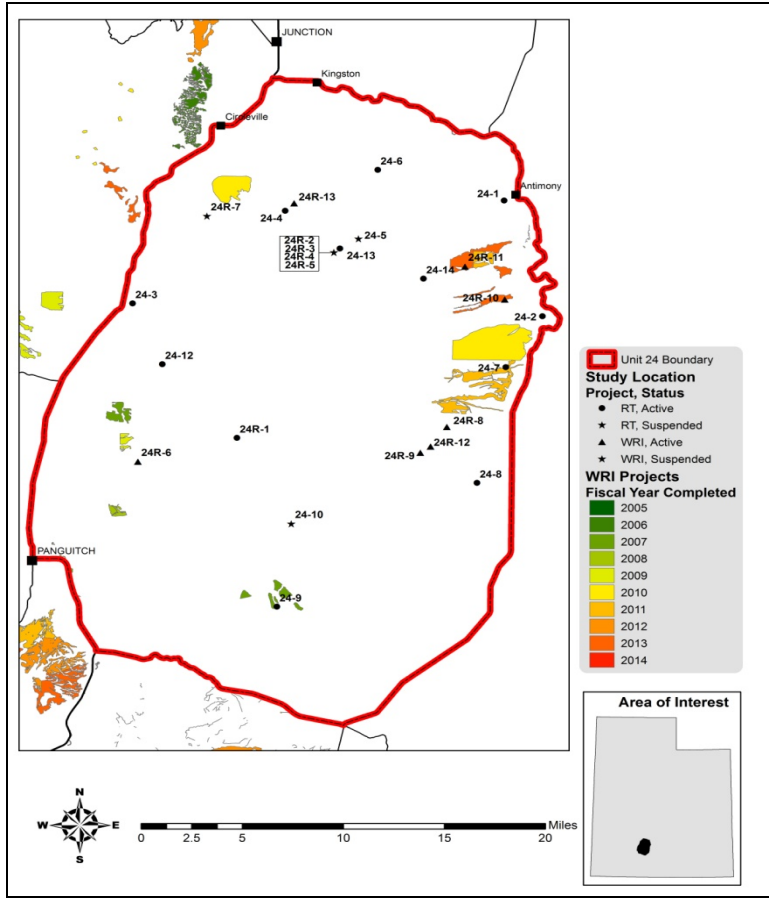 JUNCTION
Kingston
Circleville
24-6
24-1
Antimony
24R-7
24R-13
24-4
24R-2
24R-3
24R-4
24R-5
24-5
24-13
24R-11
24-14
24R-10
24-3
24-2
24-12
24-7
24R-8
24R-1
24R-12
24R-9
24R-6
24-8
24-10
PANGUITCH
24-9
Unit 24 Boundary
Study Location
Project, Status
RT, Active
RT, Suspended
WRI, Active
WRI, Suspended
WRI Projects
Fiscal Year Completed
2005
2006
2007
2008
2009
2010
2011
2012
2013
2014
Area of Interest
N
W E
S
Miles
0 2.5 5 10 15 20